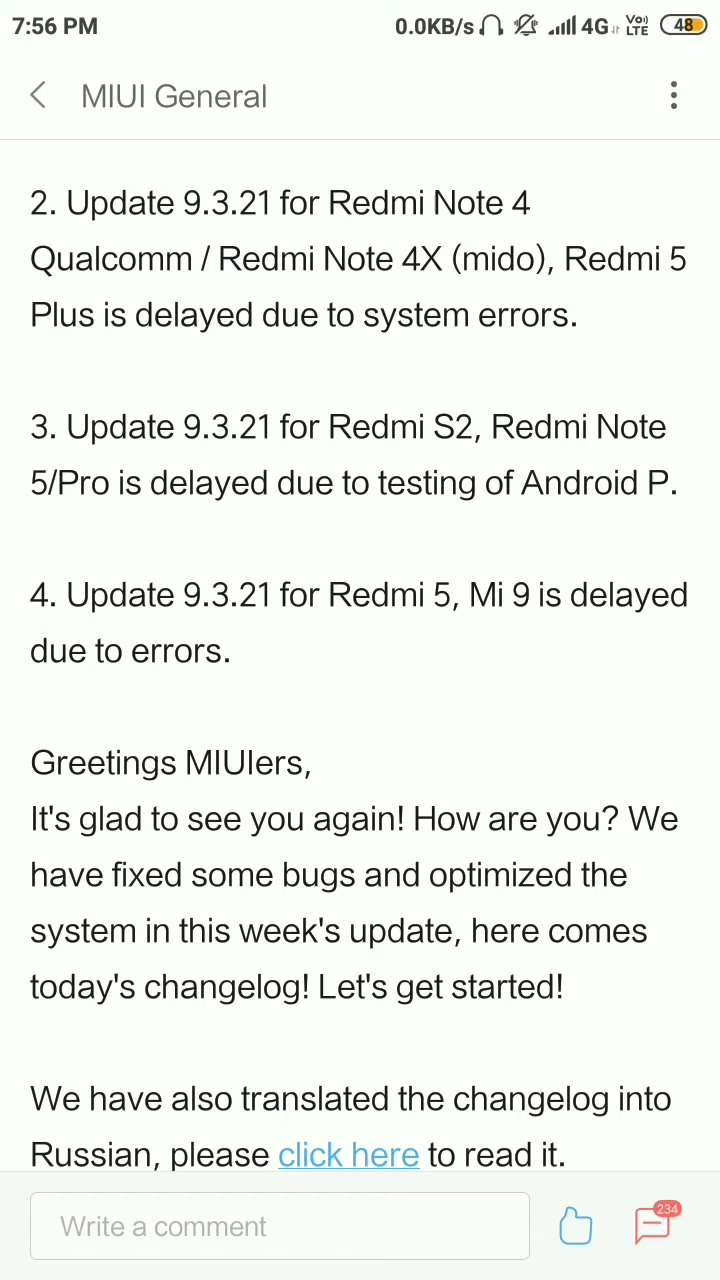 7:56 PM 0.0KB/s 4G Vo) LTE 48
MIUI General
2. Update 9.3.21 for Redmi Note 4
Qualcomm / Redmi Note 4X (mido), Redmi 5
Plus is delayed due to system errors.
3. Update 9.3.21 for Redmi S2, Redmi Note
5/Pro is delayed due to testing of Android P.
4. Update 9.3.21 for Redmi 5, Mi 9 is delayed
due to errors.
Greetings MIUIers,
It's glad to see you again! How are you? We
have fixed some bugs and optimized the
system in this week's update, here comes
today's changelog! Let's get started!
We have also translated the changelog into
Russian, please click here to read it.
Write a comment 234